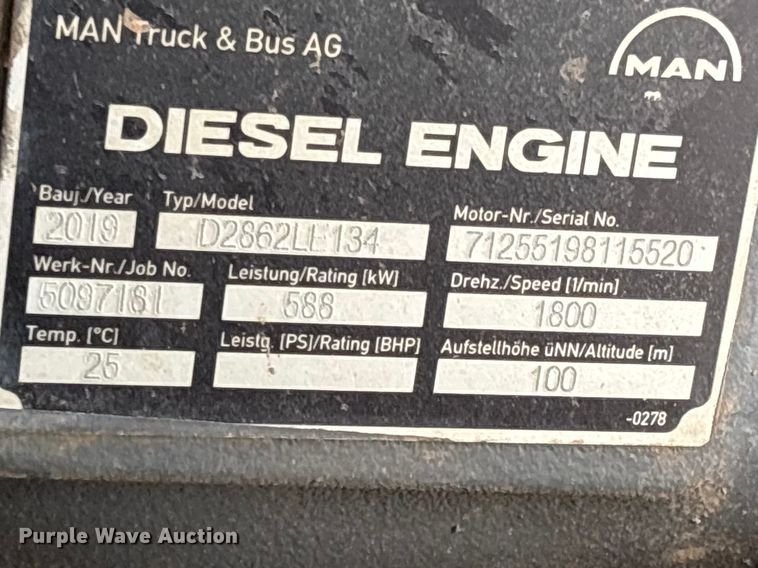 MAN Truck & Bus AG
MAN
DIESEL ENGINE
Bauj./Year Typ/Model Motor-Nr./Serial No.
2019 D2862LE134 71255198115520
Werk-Nr./Job No. Leistung/Rating [kW] Drehz./Speed [1/min]
5097161 588 1800
Temp. [°C] Leistg. [PS]/Rating [BHP] Aufstellhöhe üNN/Altitude [m]
25 100
-0278
Purple Wave Auction